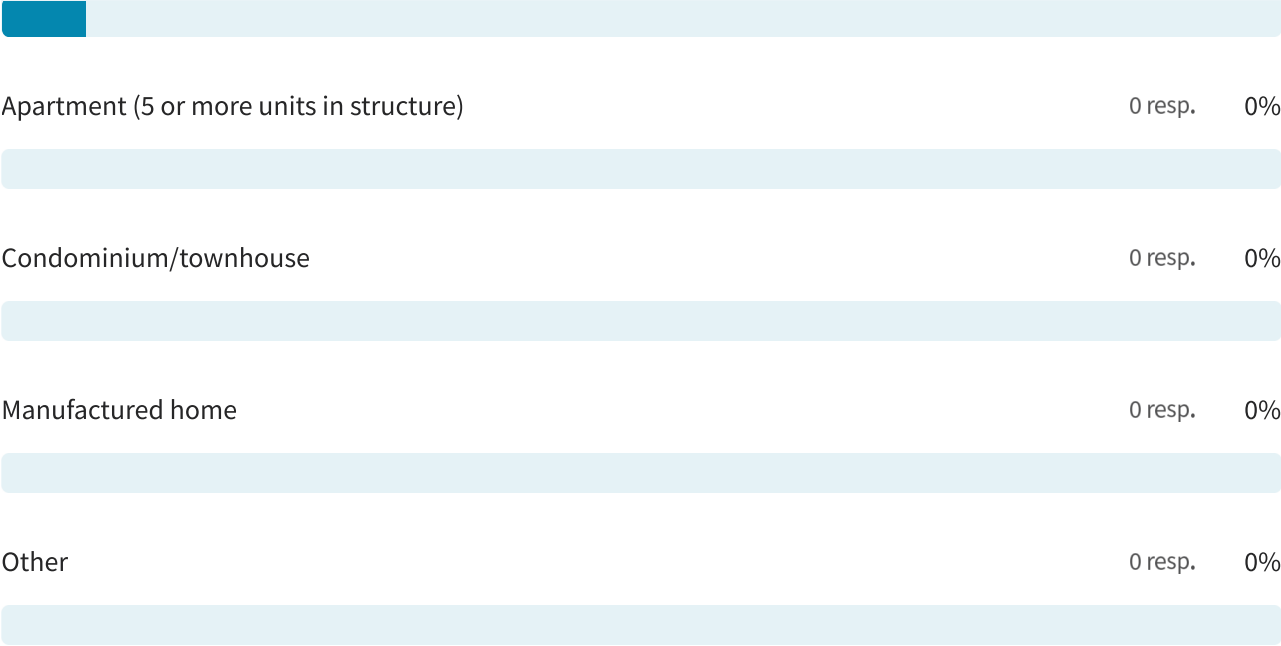 Apartment (5 or more units in structure) 0 resp. 0%
Condominium/townhouse 0 resp. 0%
Manufactured home 0 resp. 0%
Other 0 resp. 0%